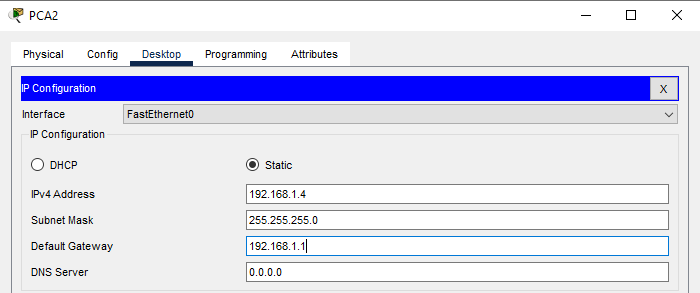 PCA2
Physical Config Desktop Programming Attributes
IP Configuration X
Interface FastEthernet0
IP Configuration
DHCP Static
IPv4 Address 192.168.1.4
Subnet Mask 255.255.255.0
Default Gateway 192.168.1.1
DNS Server 0.0.0.0